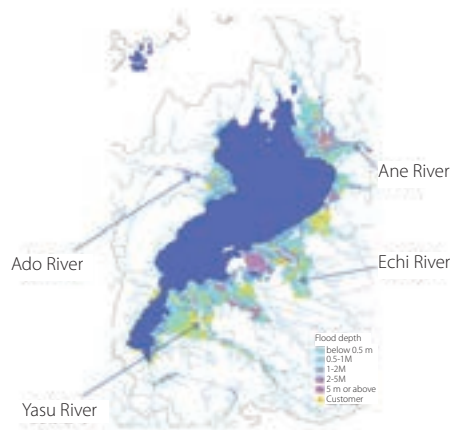 Ane River
Ado River
Echi River
Flood depth
below 0.5 m
0.5-1M
1-2M
2-5M
5 m or above
Customer
Yasu River